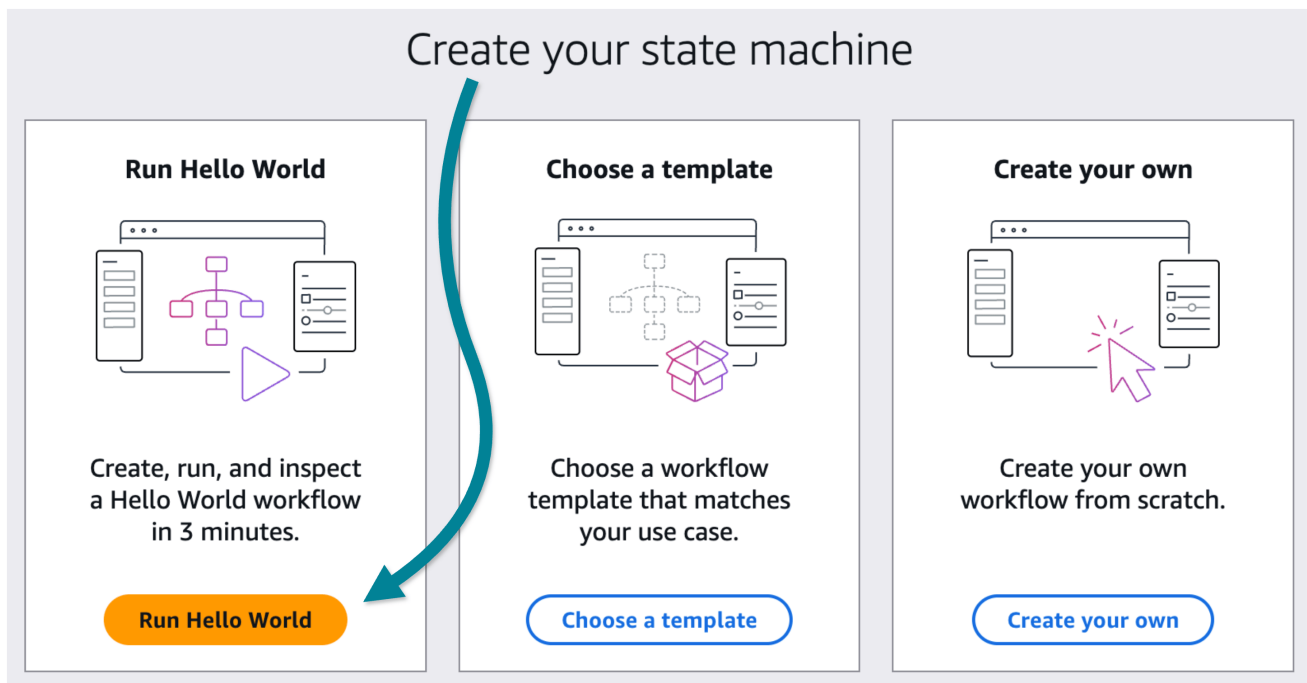 Create your state machine
Run Hello World
Create, run, and inspect
a Hello World workflow
in 3 minutes.
Run Hello World
Choose a template
Choose a workflow
template that matches
your use case.
Choose a template
Create your own
Create your own
workflow from scratch.
Create your own